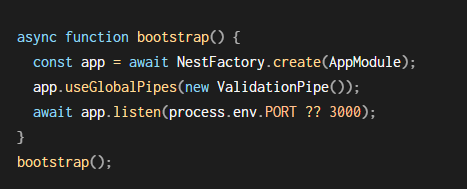 async function bootstrap() {
  const app = await NestFactory.create(AppModule);
  app.useGlobalPipes(new ValidationPipe());
  await app.listen(process.env.PORT ?? 3000);
}
bootstrap();